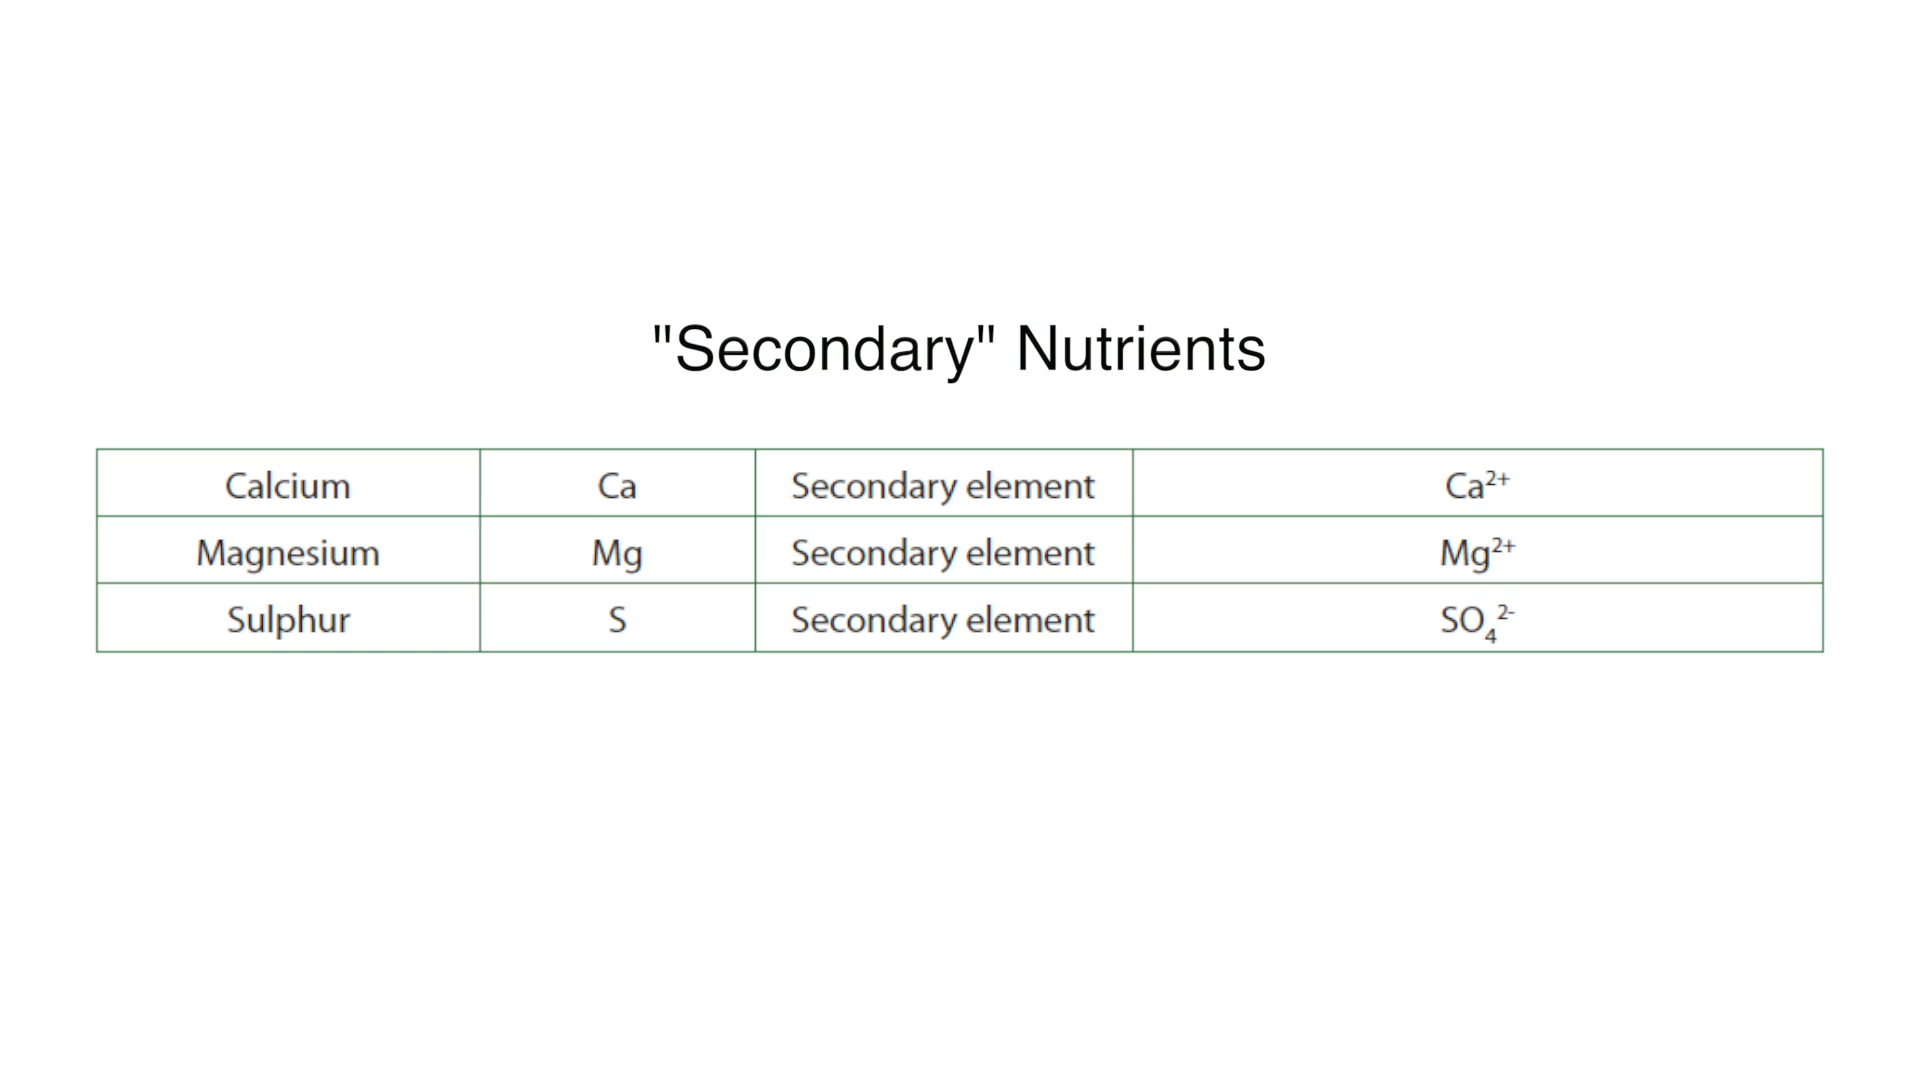 "Secondary" Nutrients
Calcium Ca Secondary element Ca²⁺
Magnesium Mg Secondary element Mg²⁺
Sulphur S Secondary element SO₄²⁻